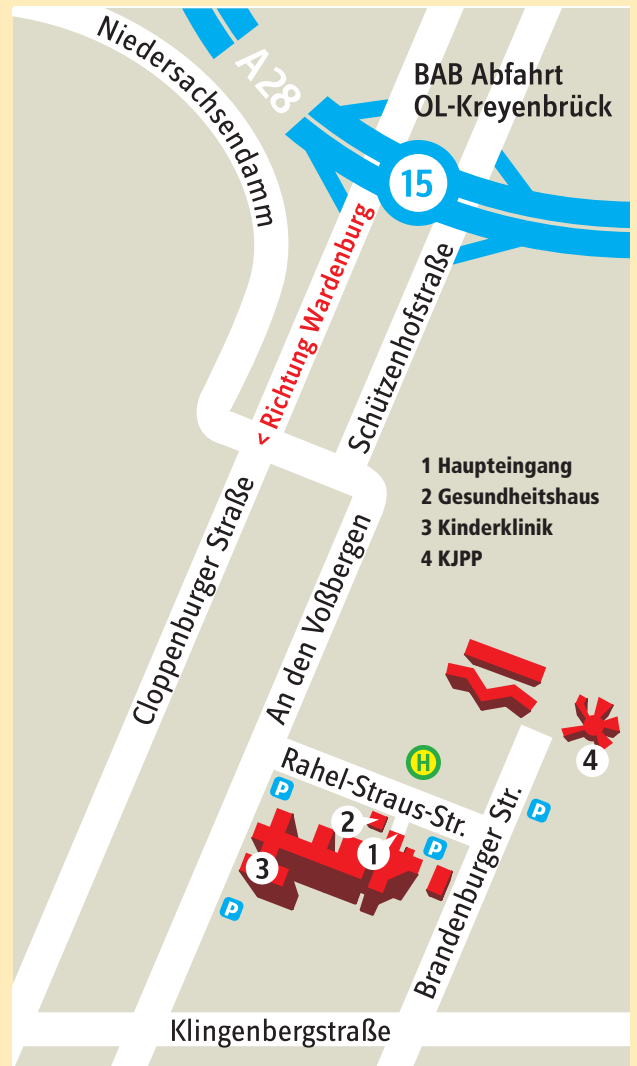 Niedersachsendamm
A28
BAB Abfahrt
OL-Kreyenbrück
15
< Richtung Wardenburg
Schützenhofstraße
1 Haupteingang
2 Gesundheitshaus
3 Kinderklinik
4 KJPP
Cloppenburger Straße
An den Voßbergen
Rahel-Straus-Str.
H
4
P
P
2
1
P
3
P
Brandenburger Str.
Klingenbergstraße